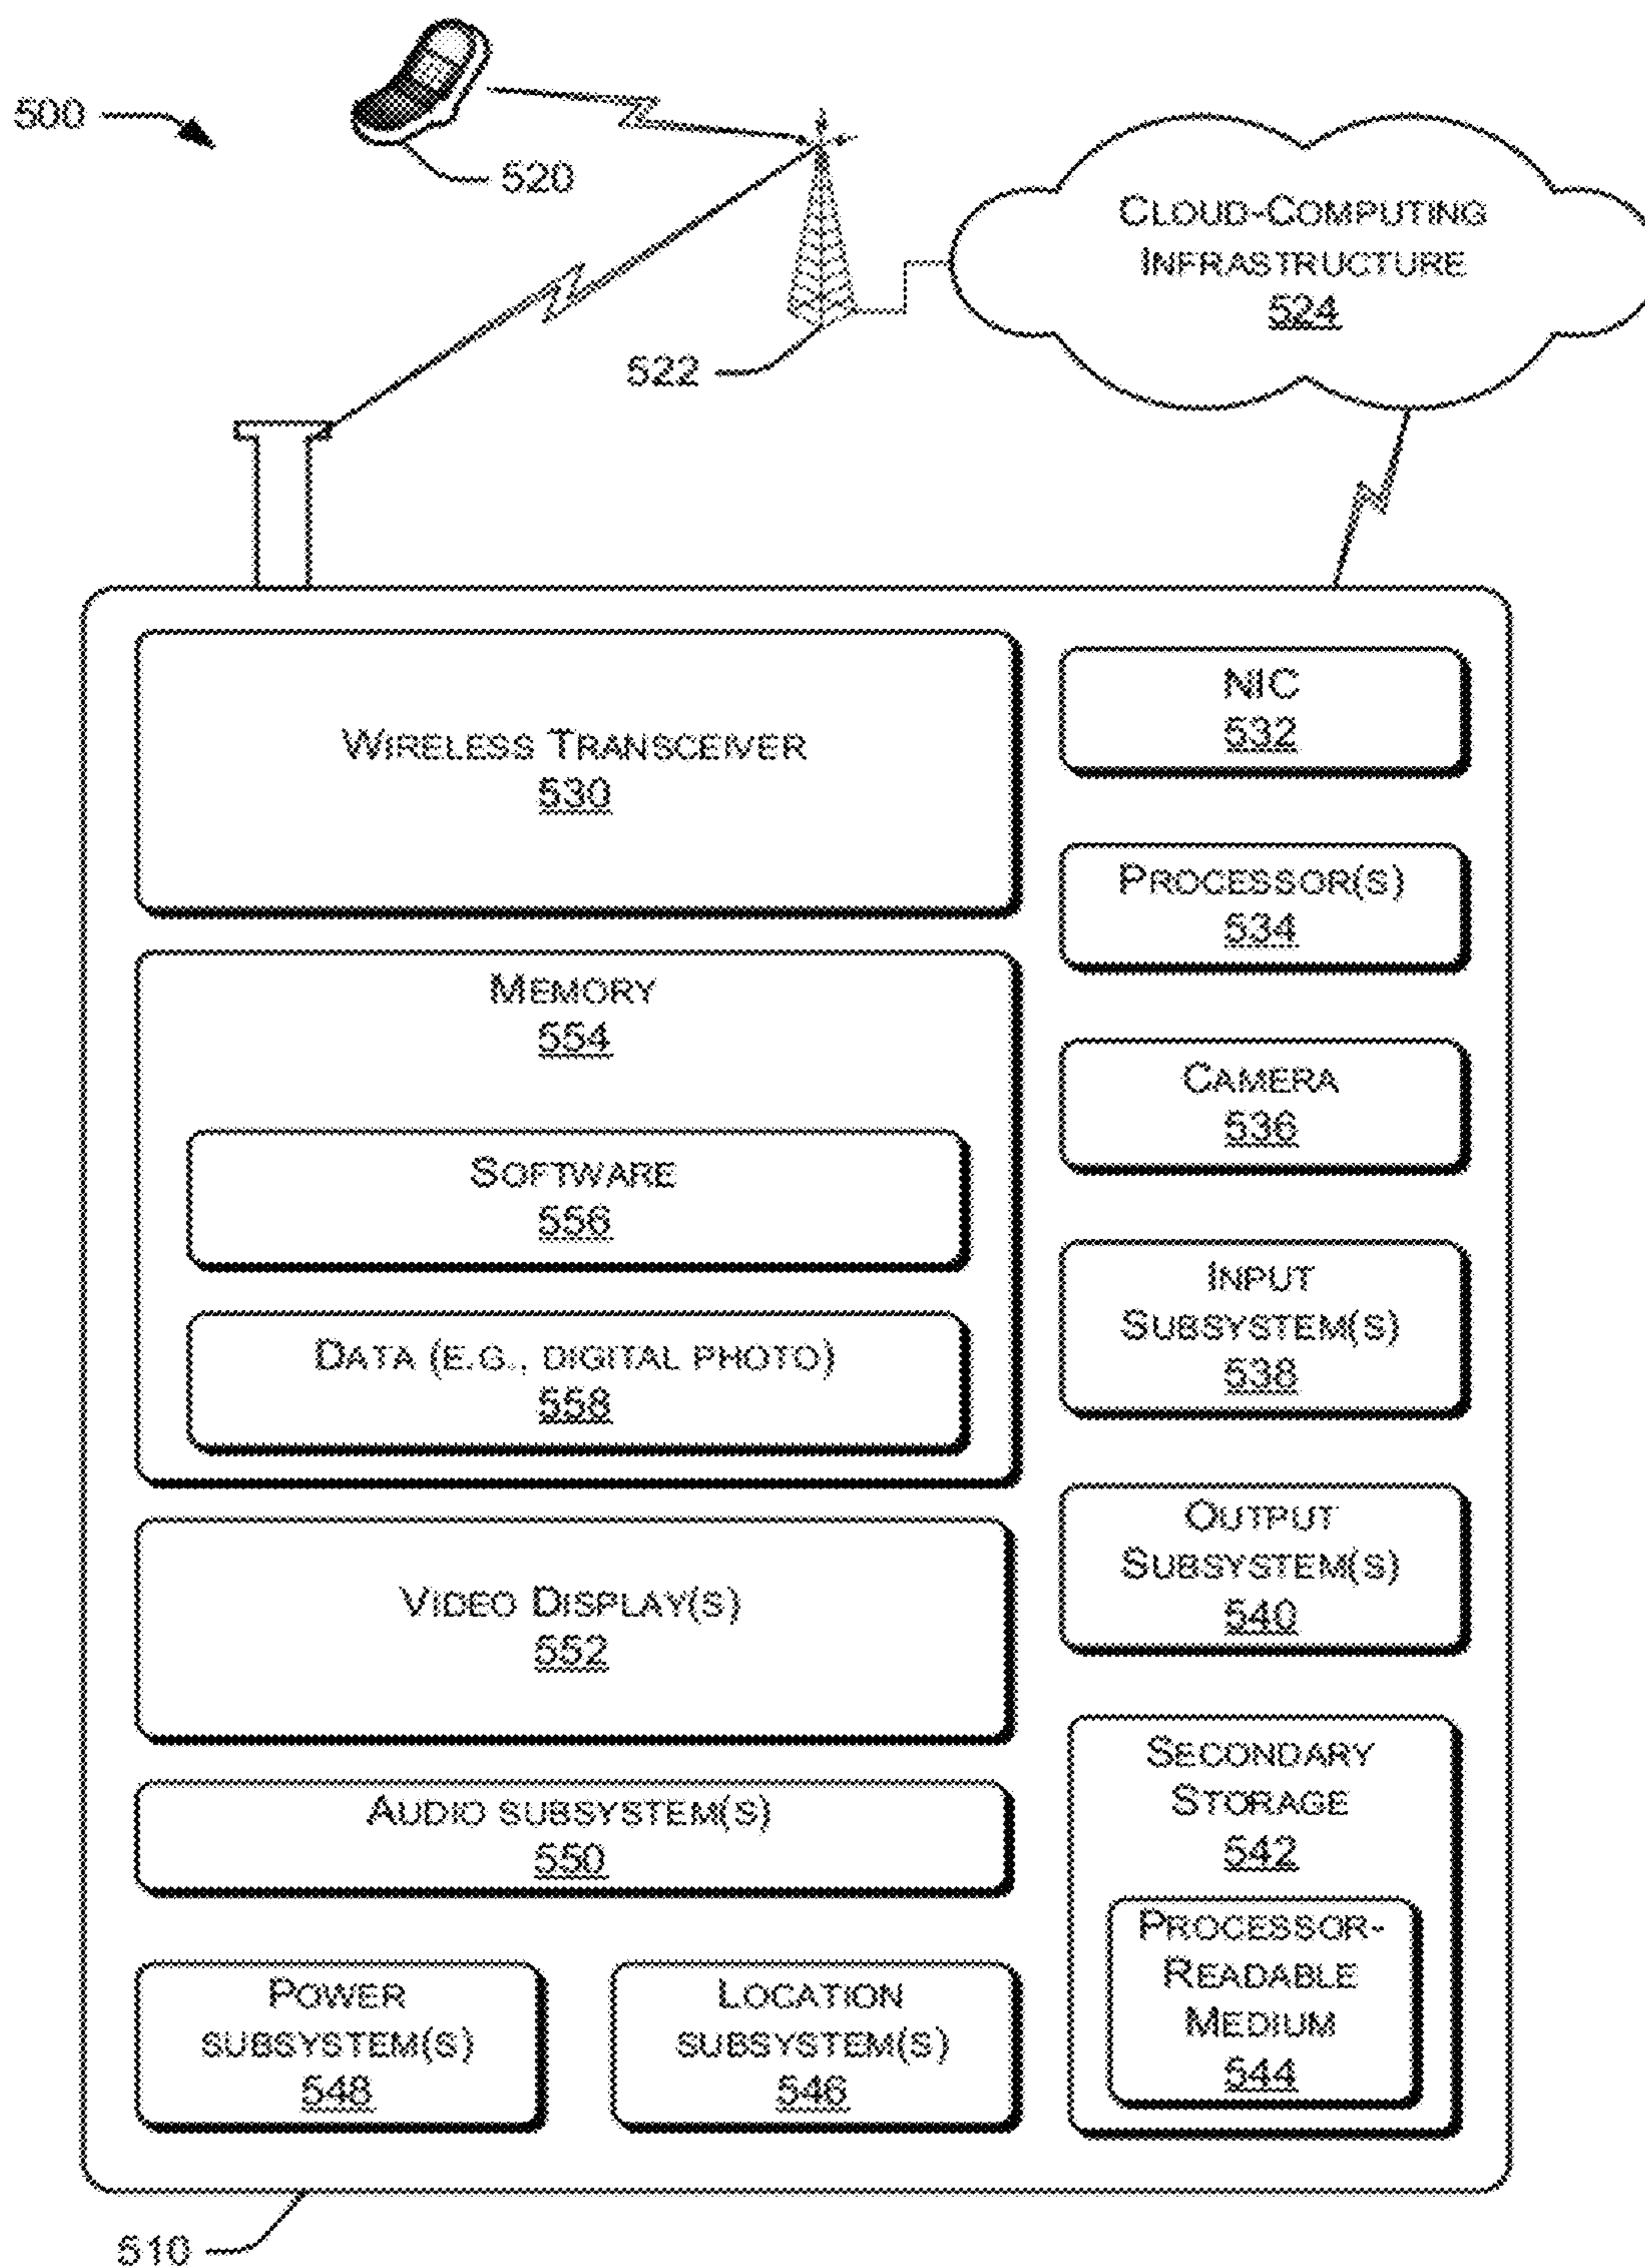 500
520
CLOUD-COMPUTING
INFRASTRUCTURE
524
522
WIRELESS TRANSCEIVER
530
NIC
532
PROCESSOR(S)
534
MEMORY
554
CAMERA
536
SOFTWARE
556
INPUT
SUBSYSTEM(S)
538
DATA (E.G., DIGITAL PHOTO)
558
OUTPUT
SUBSYSTEM(S)
540
VIDEO DISPLAY(S)
552
SECONDARY
STORAGE
542
AUDIO SUBSYSTEM(S)
550
PROCESSOR-
READABLE
MEDIUM
544
POWER
SUBSYSTEM(S)
548
LOCATION
SUBSYSTEM(S)
546
510